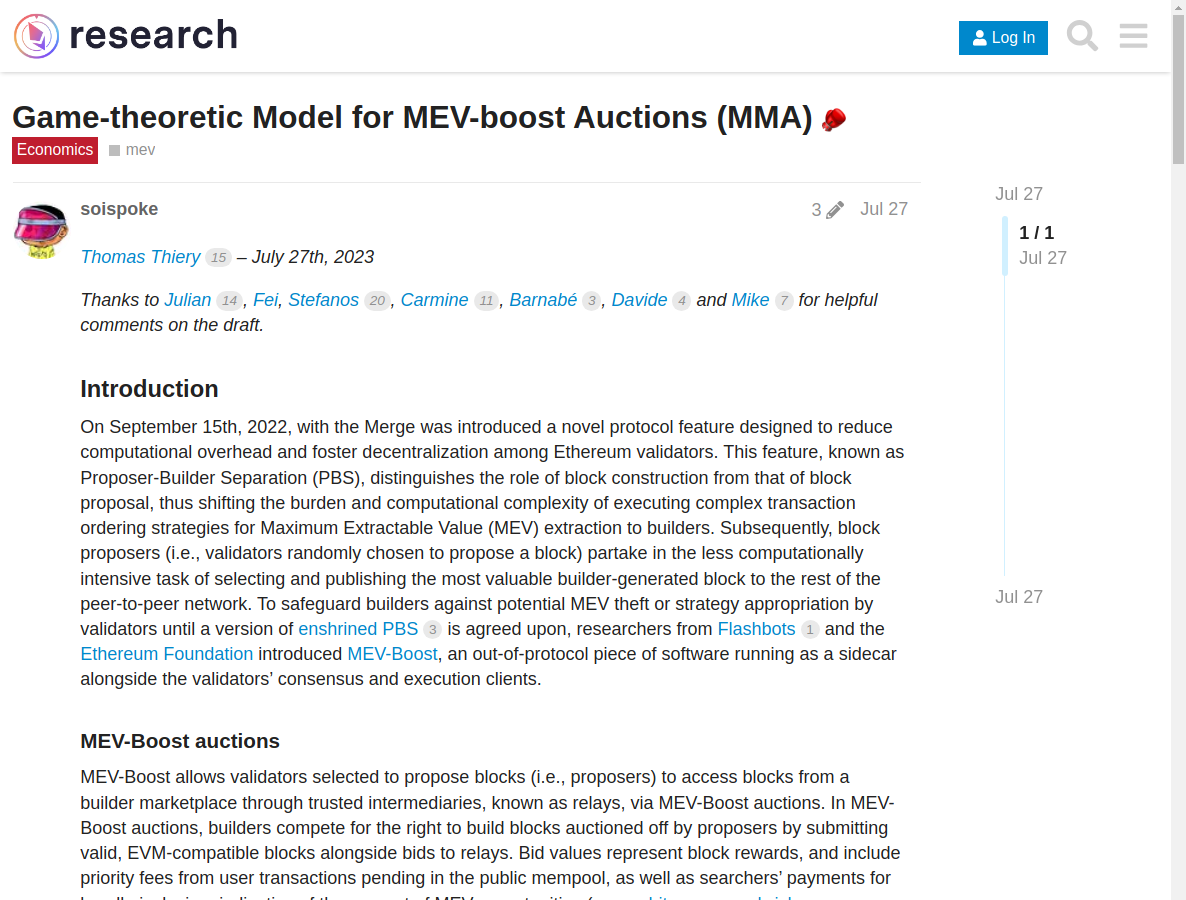 research
Log In
Game-theoretic Model for MEV-boost Auctions (MMA)
Economics mev
soispoke 3 Jul 27
Jul 27
1 / 1
Jul 27
Jul 27
Thomas Thiery 15 – July 27th, 2023
Thanks to Julian 14, Fei, Stefanos 20, Carmine 11, Barnabé 3, Davide 4 and Mike 7 for helpful
comments on the draft.
Introduction
On September 15th, 2022, with the Merge was introduced a novel protocol feature designed to reduce
computational overhead and foster decentralization among Ethereum validators. This feature, known as
Proposer-Builder Separation (PBS), distinguishes the role of block construction from that of block
proposal, thus shifting the burden and computational complexity of executing complex transaction
ordering strategies for Maximum Extractable Value (MEV) extraction to builders. Subsequently, block
proposers (i.e., validators randomly chosen to propose a block) partake in the less computationally
intensive task of selecting and publishing the most valuable builder-generated block to the rest of the
peer-to-peer network. To safeguard builders against potential MEV theft or strategy appropriation by
validators until a version of enshrined PBS 3 is agreed upon, researchers from Flashbots 1 and the
Ethereum Foundation introduced MEV-Boost, an out-of-protocol piece of software running as a sidecar
alongside the validators’ consensus and execution clients.
MEV-Boost auctions
MEV-Boost allows validators selected to propose blocks (i.e., proposers) to access blocks from a
builder marketplace through trusted intermediaries, known as relays, via MEV-Boost auctions. In MEV-
Boost auctions, builders compete for the right to build blocks auctioned off by proposers by submitting
valid, EVM-compatible blocks alongside bids to relays. Bid values represent block rewards, and include
priority fees from user transactions pending in the public mempool, as well as searchers’ payments for